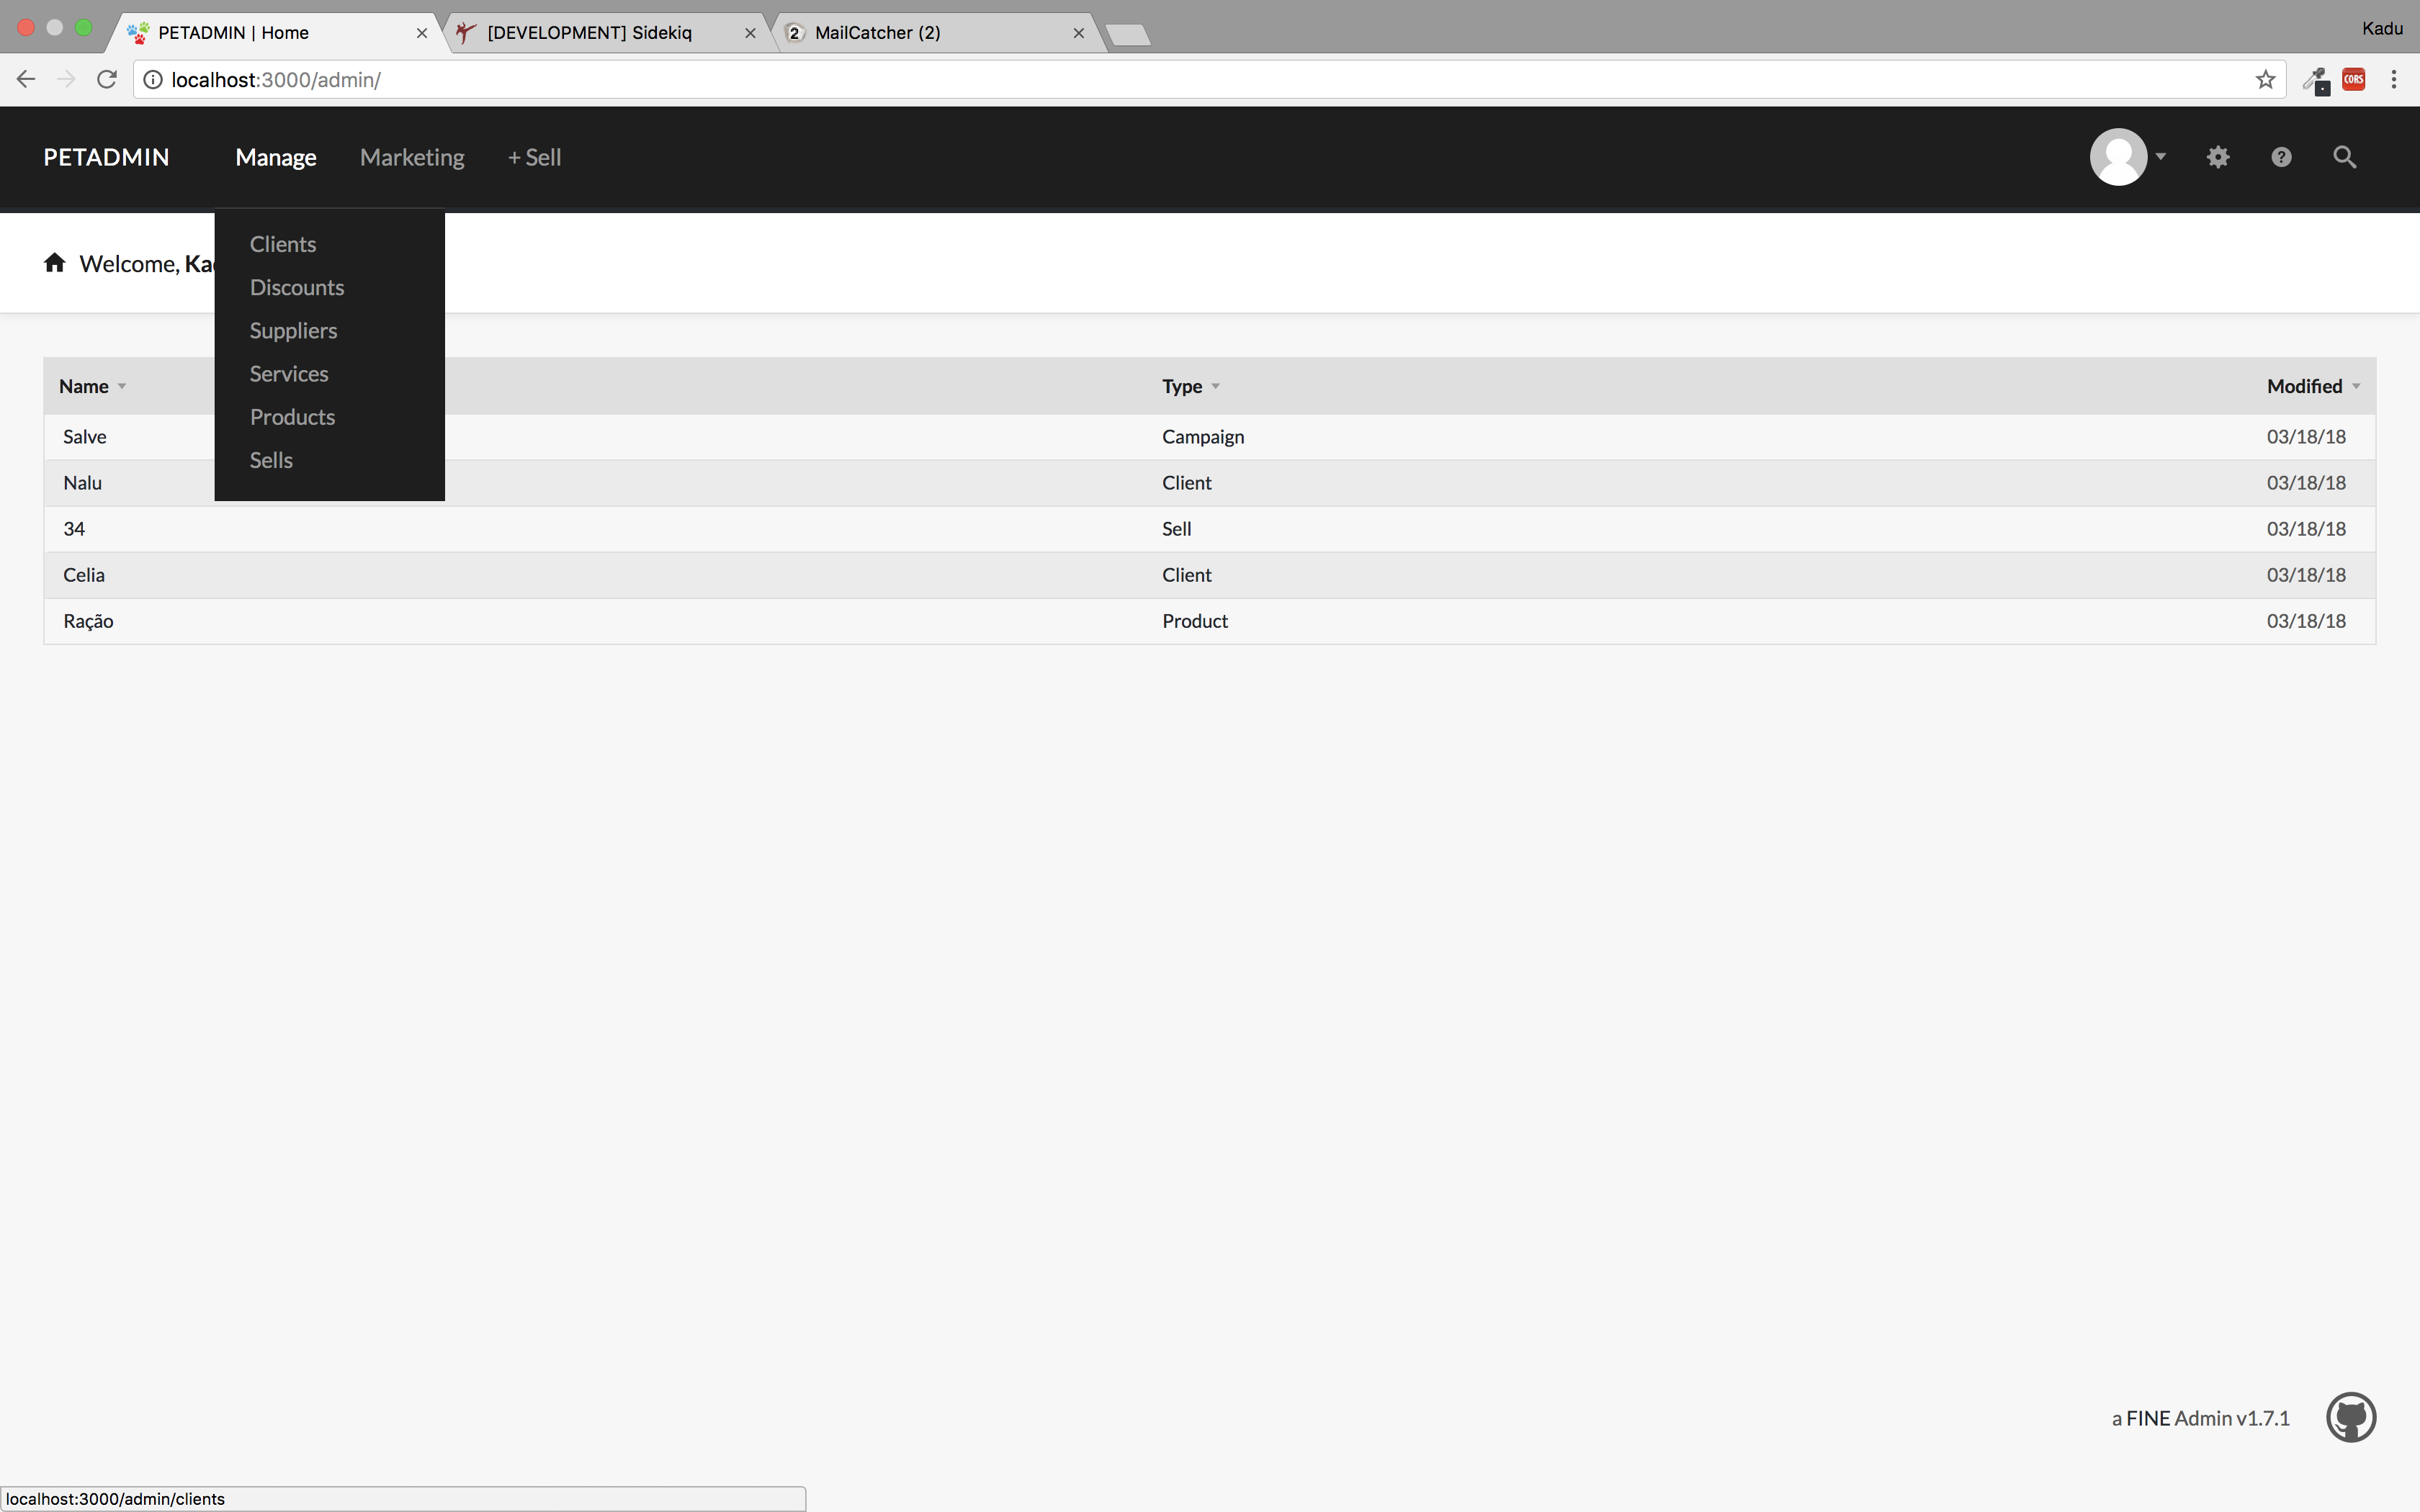 PETADMIN | Home
[DEVELOPMENT] Sidekiq
2
MailCatcher (2)
Kadu
localhost:3000/admin/
CORS
PETADMIN
Manage
Marketing
+ Sell
?
Welcome, Kad
Clients
Discounts
Suppliers
Services
Products
Sells
Name
Type
Modified
Salve
Campaign
03/18/18
Nalu
Client
03/18/18
34
Sell
03/18/18
Celia
Client
03/18/18
Ração
Product
03/18/18
a FINE Admin v1.7.1
localhost:3000/admin/clients